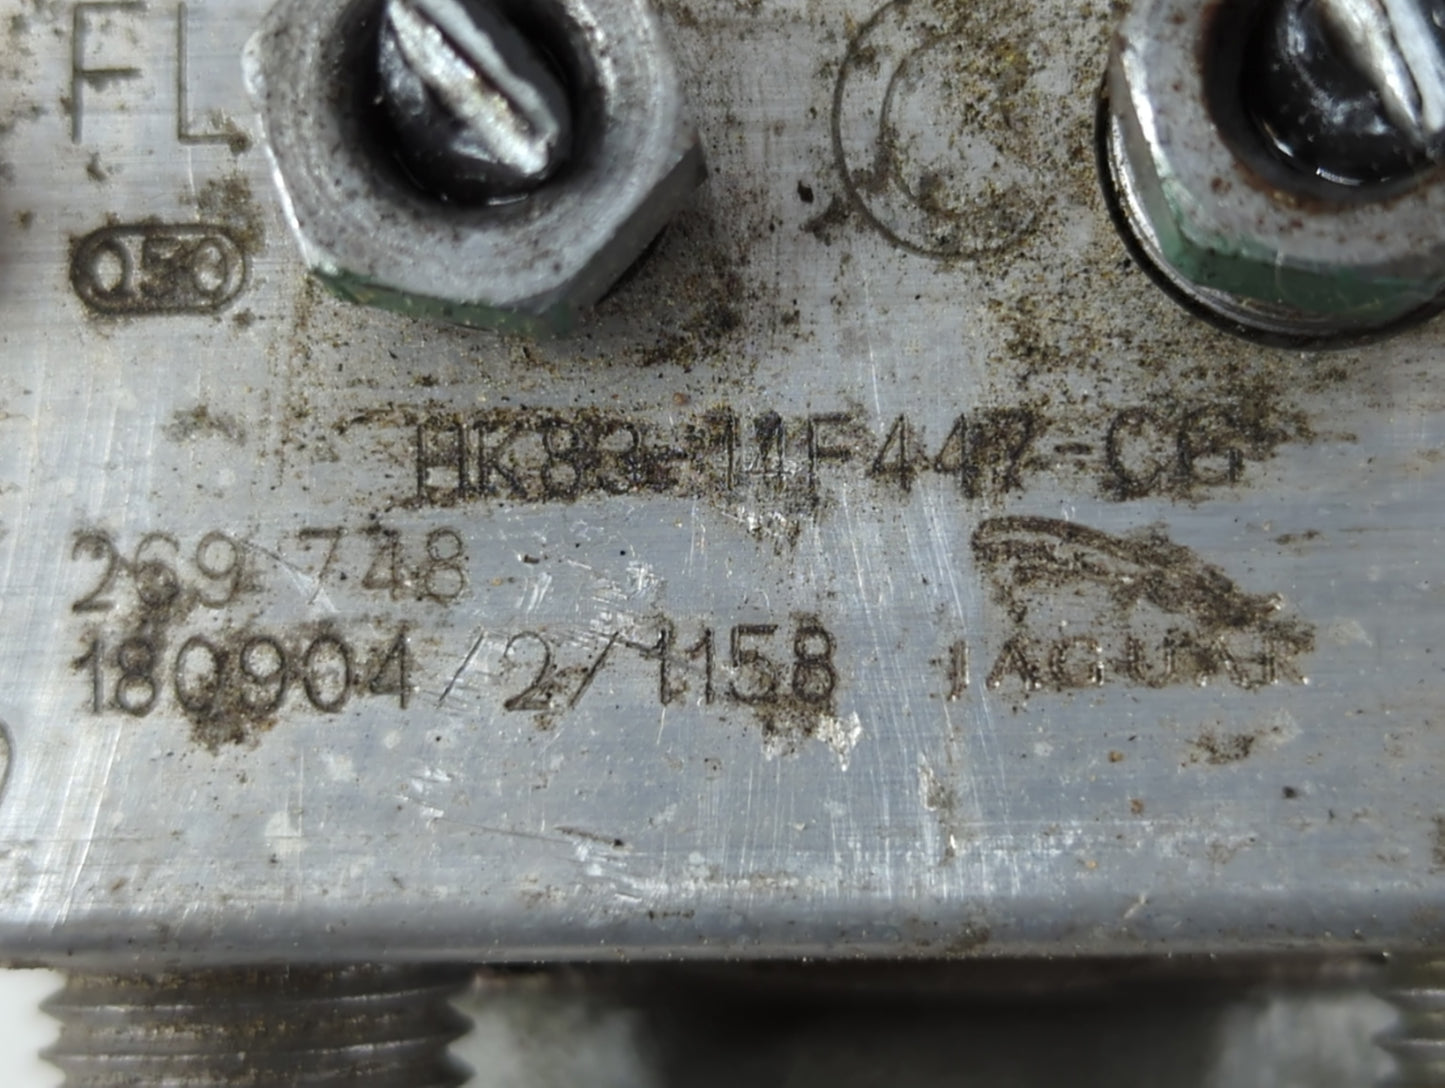 FL
Q50
HK83-14F447-CG
269 748
180904/2/1158
JAGUAR